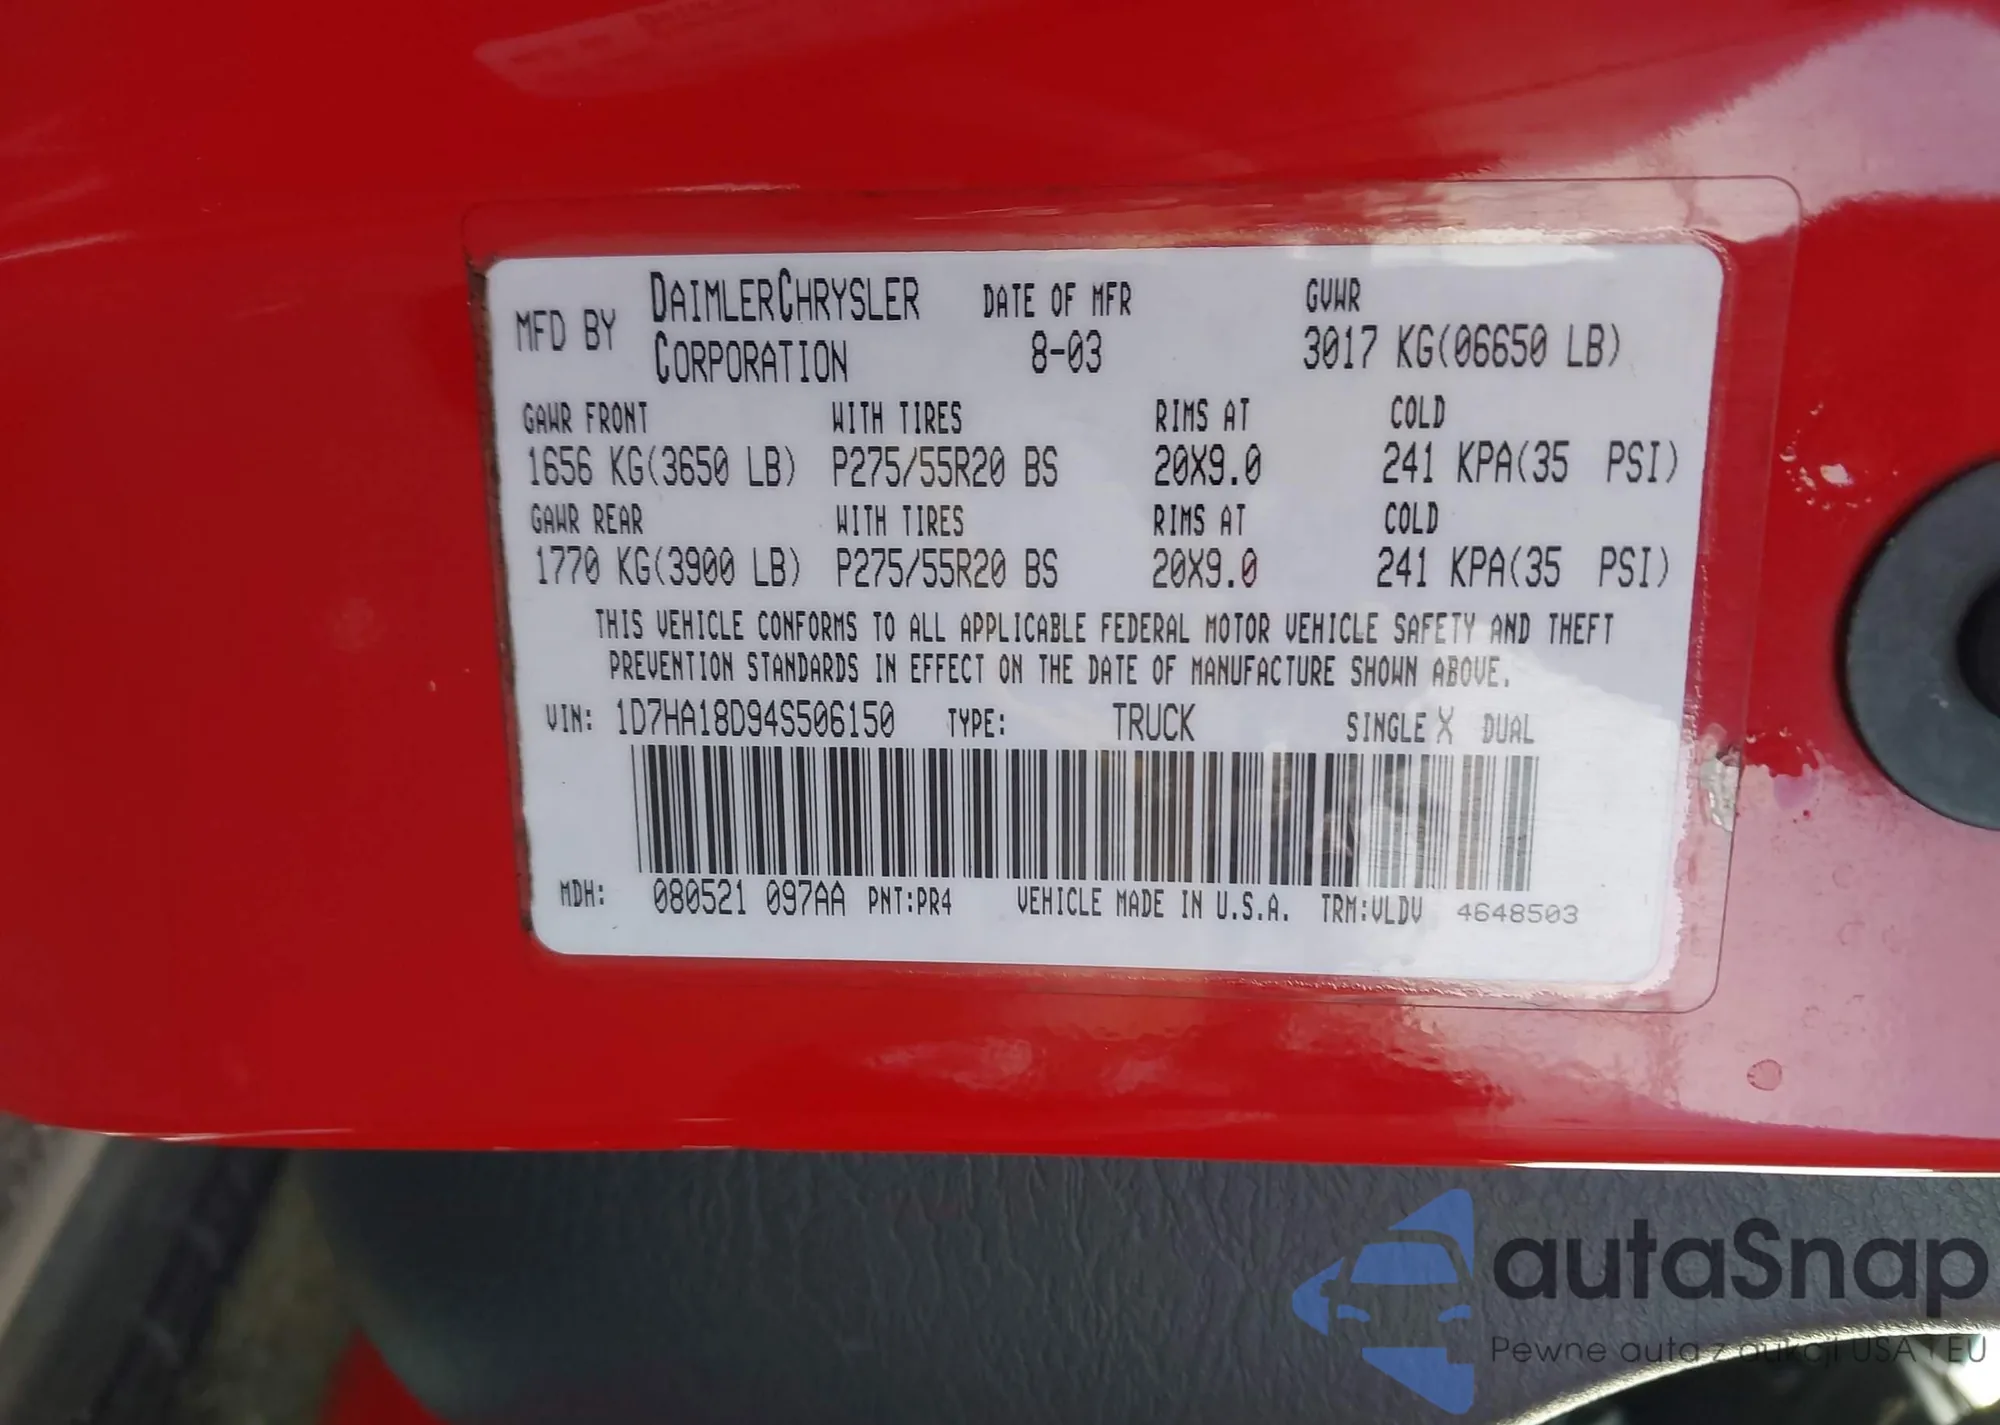 MFD BY DAIMLERCHRYSLER CORPORATION DATE OF MFR 8-03 GVWR 3017 KG(06650 LB)
GAWR FRONT WITH TIRES RIMS AT COLD
1656 KG(3650 LB) P275/55R20 BS 20X9.0 241 KPA(35 PSI)
GAWR REAR WITH TIRES RIMS AT COLD
1770 KG(3900 LB) P275/55R20 BS 20X9.0 241 KPA(35 PSI)
THIS VEHICLE CONFORMS TO ALL APPLICABLE FEDERAL MOTOR VEHICLE SAFETY AND THEFT
PREVENTION STANDARDS IN EFFECT ON THE DATE OF MANUFACTURE SHOWN ABOVE.
VIN: 1D7HA18D94S506150 TYPE: TRUCK SINGLE X DUAL
MDH: 080521 097AA PNT:PR4 VEHICLE MADE IN U.S.A. TRM:VLDV 4648503
autaSnap
Pewne auta z aukcji USA i EU